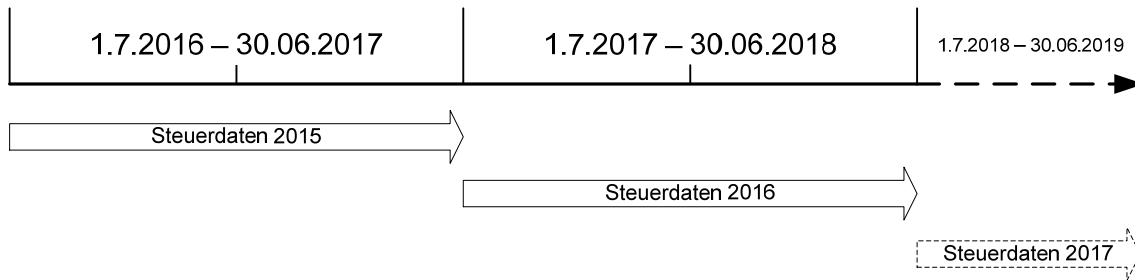 1.7.2016 – 30.06.2017
1.7.2017 – 30.06.2018
1.7.2018 – 30.06.2019
Steuerdaten 2015
Steuerdaten 2016
Steuerdaten 2017